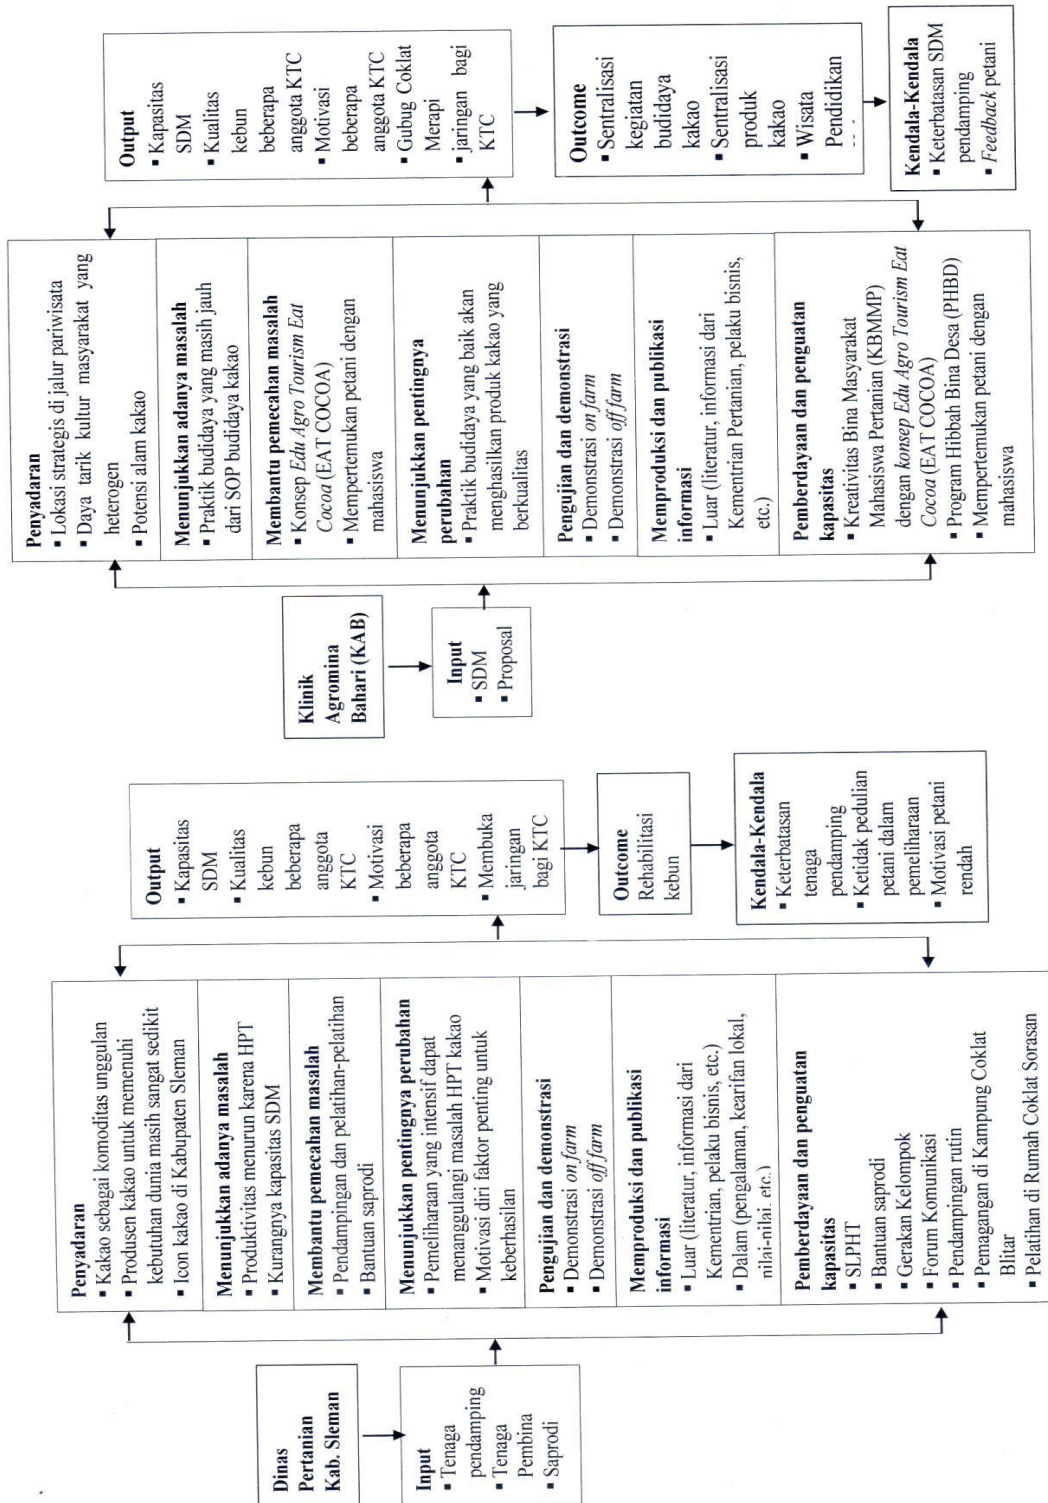 Dinas
Pertanian
Kab. Sleman
Input
▪ Tenaga
pendamping
▪ Tenaga
Pembina
▪ Saprodi
Penyadaran
▪ Kakao sebagai komoditas unggulan
▪ Produsen kakao untuk memenuhi
kebutuhan dunia masih sangat sedikit
▪ Icon kakao di Kabupaten Sleman
Menunjukkan adanya masalah
▪ Produktivitas menurun karena HPT
▪ Kurangnya kapasitas SDM
Membantu pemecahan masalah
▪ Pendampingan dan pelatihan-pelatihan
▪ Bantuan saprodi
Menunjukkan pentingnya perubahan
▪ Pemeliharaan yang intensif dapat
menanggulangi masalah HPT kakao
▪ Motivasi diri faktor penting untuk
keberhasilan
Pengujian dan demonstrasi
▪ Demonstrasi on farm
▪ Demonstrasi off farm
Memproduksi dan publikasi
informasi
▪ Luar (literatur, informasi dari
Kementrian, pelaku bisnis, etc.)
▪ Dalam (pengalaman, kearifan lokal,
nilai-nilai, etc.)
Pemberdayaan dan penguatan
kapasitas
▪ SLPHT
▪ Bantuan saprodi
▪ Gerakan Kelompok
▪ Forum Komunikasi
▪ Pendampingan rutin
▪ Pemagangan di Kampung Coklat
Blitar
▪ Pelatihan di Rumah Coklat Sorasan
Output
▪ Kapasitas
SDM
▪ Kualitas
kebun
beberapa
anggota
KTC
▪ Motivasi
beberapa
anggota
KTC
▪ Membuka
jaringan
bagi KTC
Outcome
Rehabilitasi
kebun
Kendala-Kendala
▪ Keterbatasan
tenaga
pendamping
▪ Ketidak pedulian
petani dalam
pemeliharaan
▪ Motivasi petani
rendah
Klinik
Agromina
Bahari (KAB)
Input
▪ SDM
▪ Proposal
Penyadaran
▪ Lokasi strategis di jalur pariwisata
▪ Daya tarik kultur masyarakat yang
heterogen
▪ Potensi alam kakao
Menunjukkan adanya masalah
▪ Praktik budidaya yang masih jauh
dari SOP budidaya kakao
Membantu pemecahan masalah
▪ Konsep Edu Agro Tourism Eat
Cocoa (EAT COCOA)
▪ Mempertemukan petani dengan
mahasiswa
Menunjukkan pentingnya
perubahan
▪ Praktik budidaya yang baik akan
menghasilkan produk kakao yang
berkualitas
Pengujian dan demonstrasi
▪ Demonstrasi on farm
▪ Demonstrasi off farm
Memproduksi dan publikasi
informasi
▪ Luar (literatur, informasi dari
Kementrian Pertanian, pelaku bisnis,
etc.)
Pemberdayaan dan penguatan
kapasitas
▪ Kreativitas Bina Masyarakat
Mahasiswa Pertanian (KBMMP)
dengan konsep Edu Agro Tourism Eat
Cocoa (EAT COCOA)
▪ Program Hibbah Bina Desa (PHBD)
▪ Mempertemukan petani dengan
mahasiswa
Output
▪ Kapasitas
SDM
▪ Kualitas
kebun
beberapa
anggota KTC
▪ Motivasi
beberapa
anggota KTC
▪ Gubug Coklat
Merapi
▪ jaringan bagi
KTC
Outcome
▪ Sentralisasi
kegiatan
budidaya
kakao
▪ Sentralisasi
produk
kakao
▪ Wisata
Pendidikan
Kendala-Kendala
▪ Keterbatasan SDM
pendamping
▪ Feedback petani